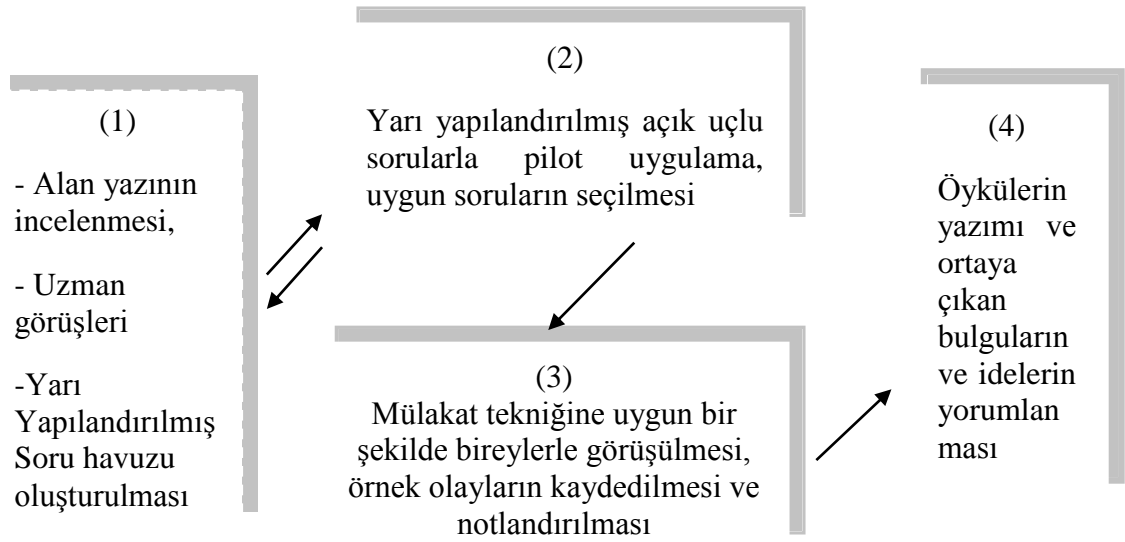 (1)
- Alan yazının
incelenmesi,
- Uzman
görüşleri
-Yarı
Yapılandırılmış
Soru havuzu
oluşturulması
(2)
Yarı yapılandırılmış açık uçlu
sorularla pilot uygulama,
uygun soruların seçilmesi
(3)
Mülakat tekniğine uygun bir
şekilde bireylerle görüşülmesi,
örnek olayların kaydedilmesi ve
notlandırılması
(4)
Öykülerin
yazımı ve
ortaya
çıkan
bulguların
ve idelerin
yorumlan
ması